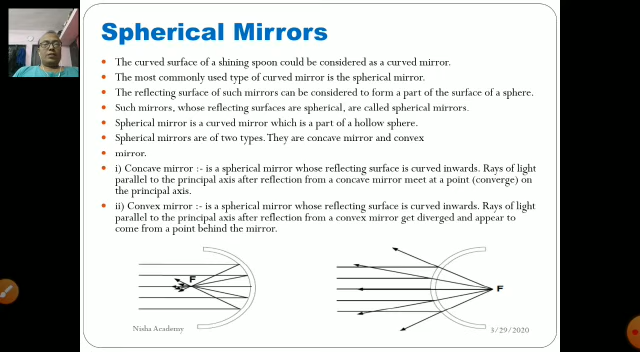 Spherical Mirrors
The curved surface of a shining spoon could be considered as a curved mirror.
The most commonly used type of curved mirror is the spherical mirror.
The reflecting surface of such mirrors can be considered to form a part of the surface of a sphere.
Such mirrors, whose reflecting surfaces are spherical, are called spherical mirrors.
Spherical mirror is a curved mirror which is a part of a hollow sphere.
Spherical mirrors are of two types. They are concave mirror and convex
mirror.
i) Concave mirror :- is a spherical mirror whose reflecting surface is curved inwards. Rays of light
parallel to the principal axis after reflection from a concave mirror meet at a point (converge) on
the principal axis.
ii) Convex mirror :- is a spherical mirror whose reflecting surface is curved inwards. Rays of light
parallel to the principal axis after reflection from a convex mirror get diverged and appear to
come from a point behind the mirror.
F
F
Nisha Academy
3/29/2020